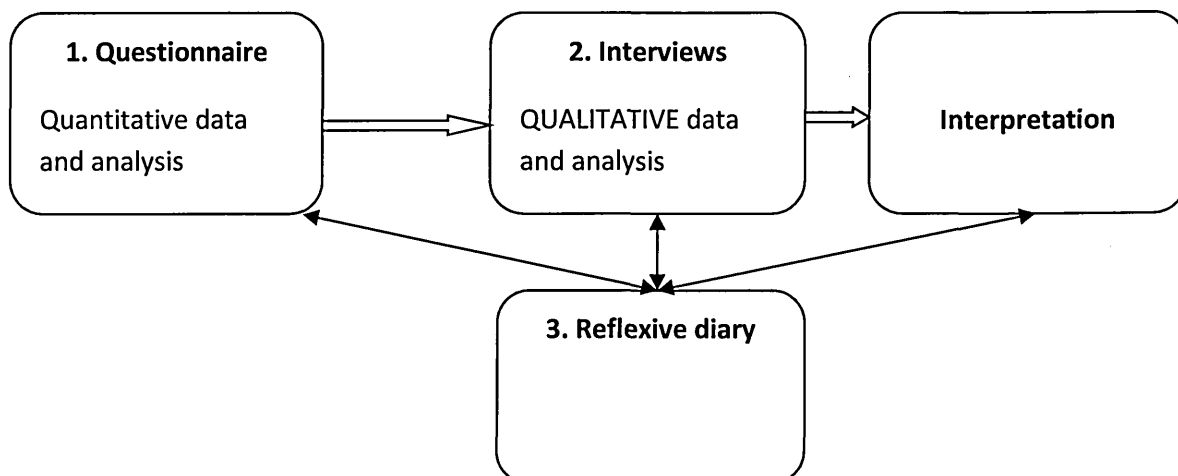 1. Questionnaire
Quantitative data
and analysis
2. Interviews
QUALITATIVE data
and analysis
Interpretation
3. Reflexive diary